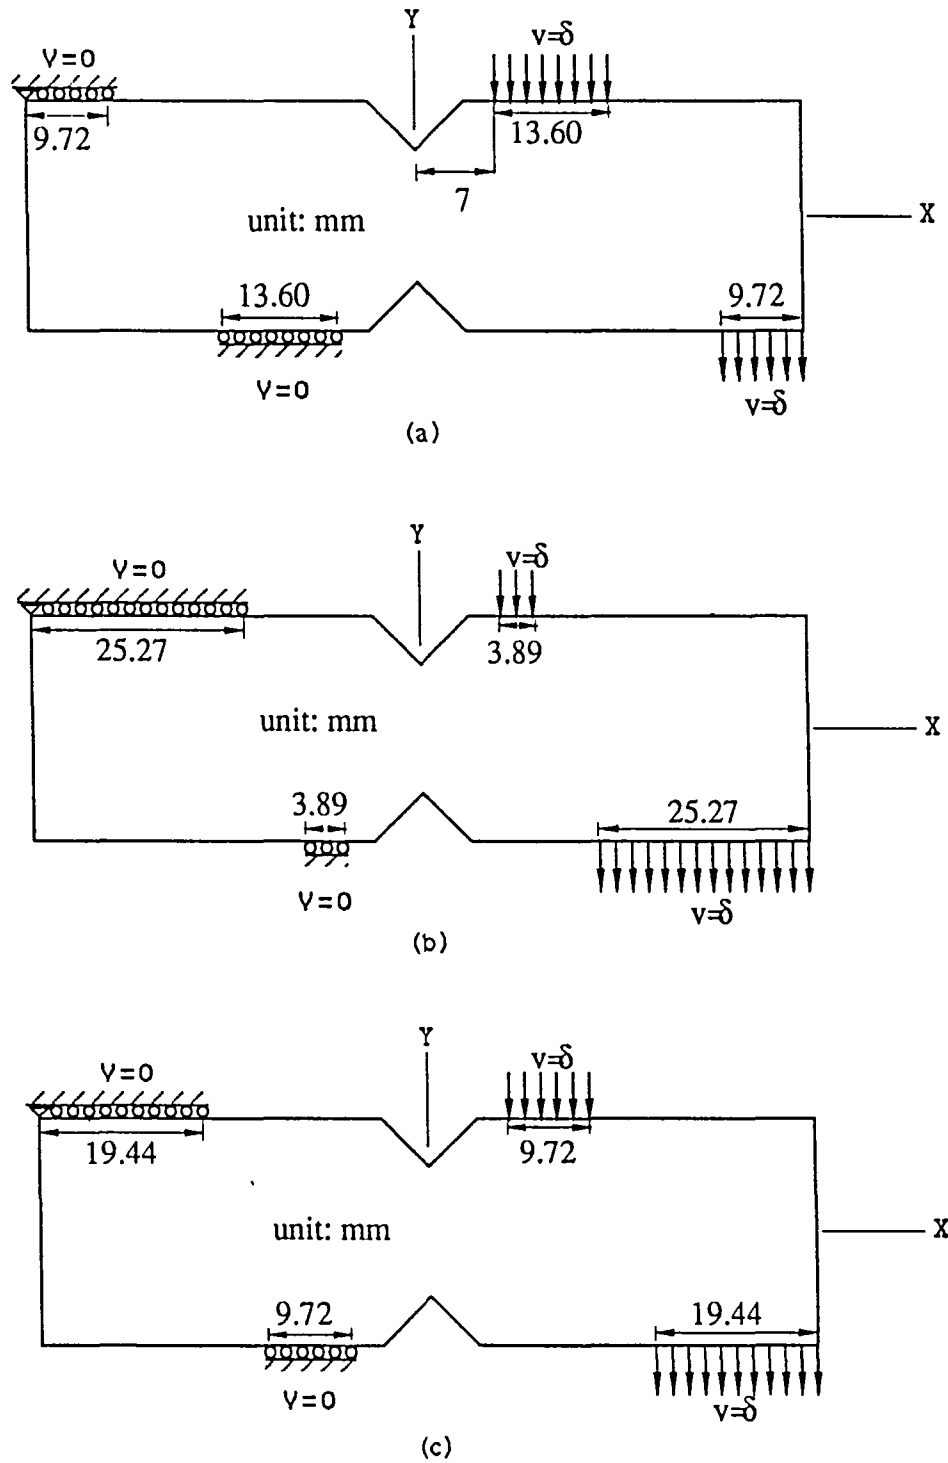 Y
V=0
v=δ
9.72
13.60
7
unit: mm
X
13.60
9.72
V=0
v=δ
(a)
Y
V=0
v=δ
25.27
3.89
unit: mm
X
3.89
25.27
V=0
v=δ
(b)
Y
V=0
v=δ
19.44
9.72
unit: mm
X
9.72
19.44
V=0
v=δ
(c)